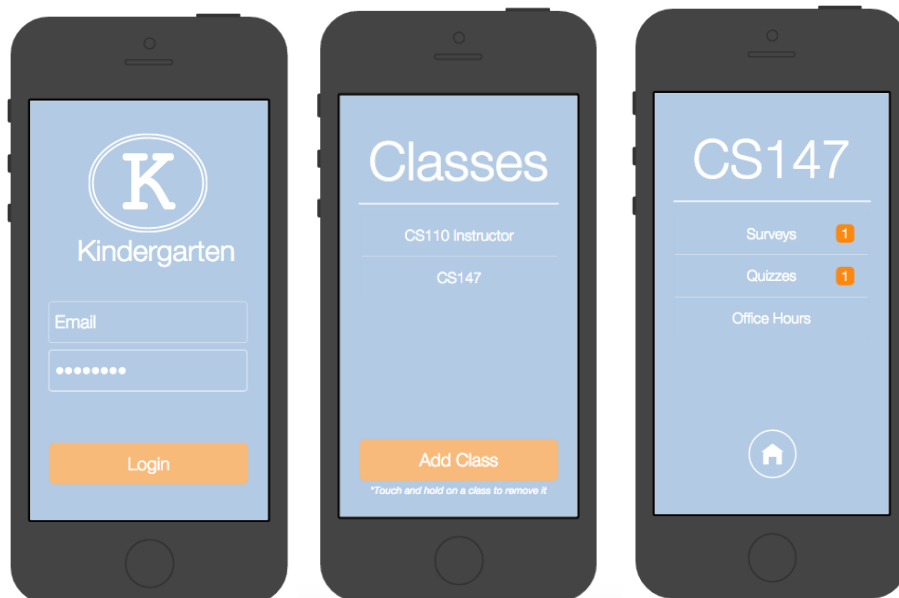 K
Kindergarten
Email
••••••••
Login
Classes
CS110 Instructor
CS147
Add Class
*Touch and hold on a class to remove it
CS147
Surveys 1
Quizzes 1
Office Hours